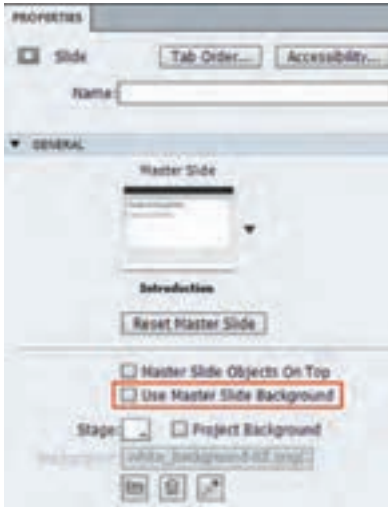 PROPERTIES
Slide
Tab Order...
Accessibility...
Name:
GENERAL
Master Slide
Introduction
Reset Master Slide
Master Slide Objects On Top
Use Master Slide Background
Stage:
Project Background